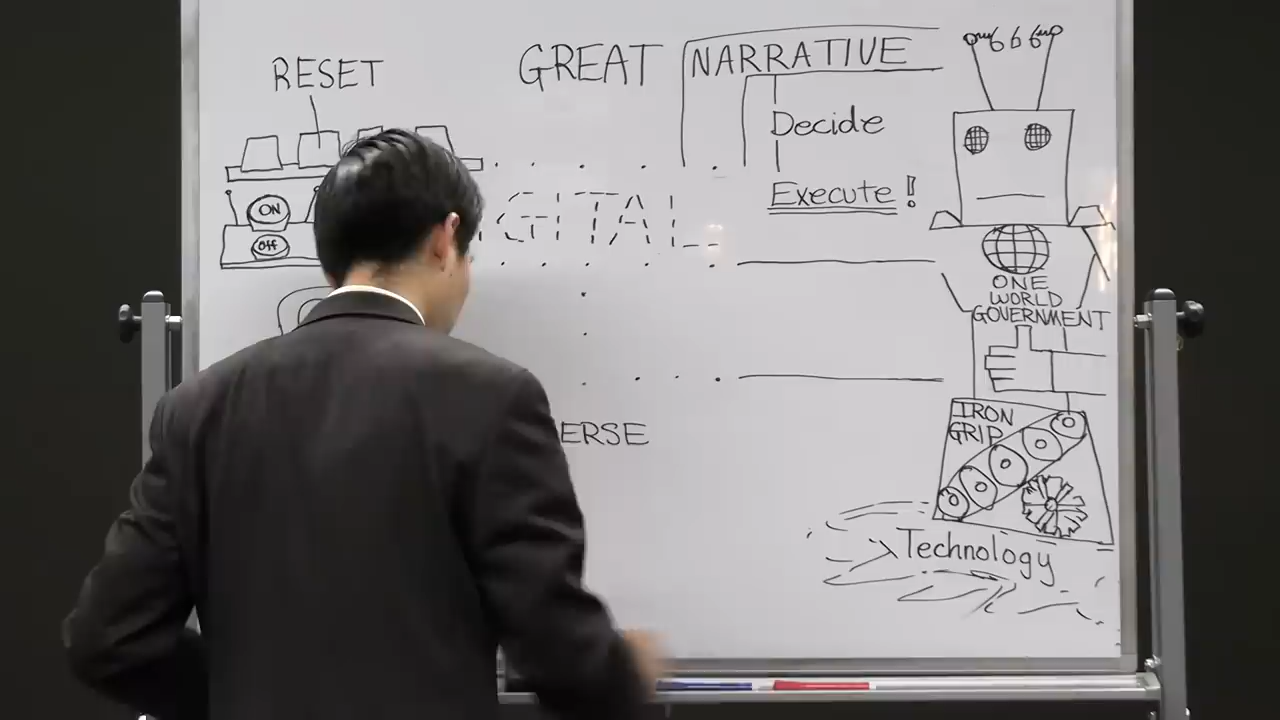 RESET
GREAT NARRATIVE
666
Decide
Execute!
ON
Off
GITAL
ONE
WORLD
GOVERNMENT
IRON
GRIP
ERSE
Technology